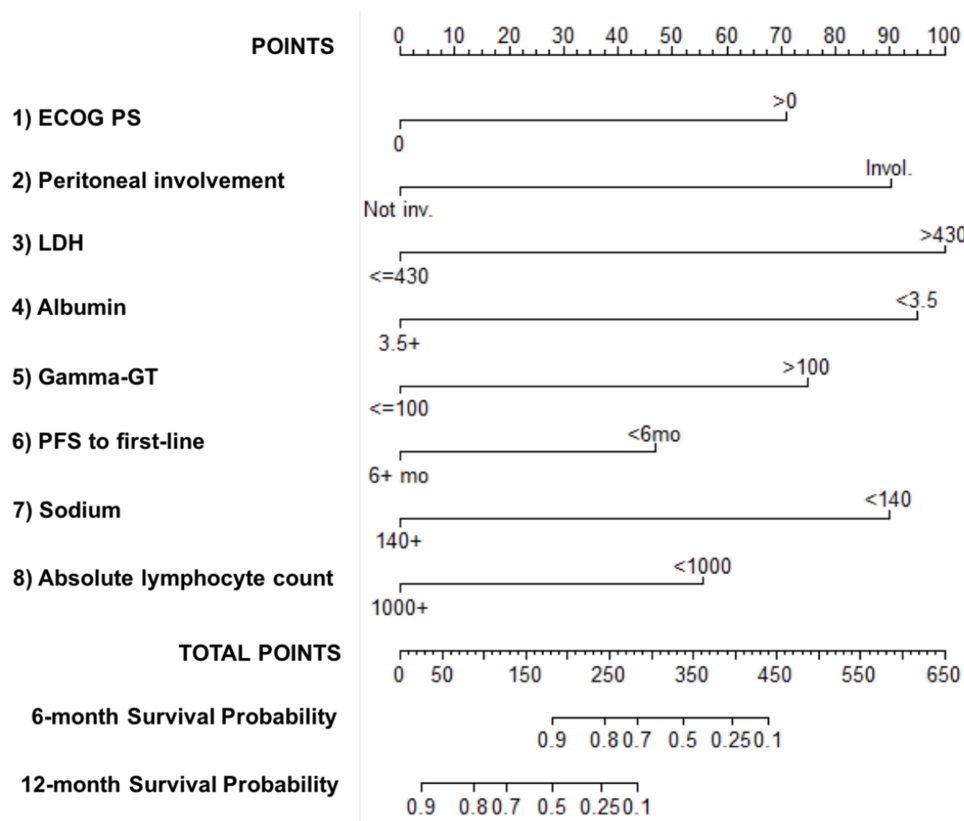 POINTS
0 10 20 30 40 50 60 70 80 90 100
1) ECOG PS
>0
0
2) Peritoneal involvement
Invol.
Not inv.
3) LDH
>430
<=430
4) Albumin
<3.5
3.5+
5) Gamma-GT
>100
<=100
6) PFS to first-line
<6mo
6+ mo
7) Sodium
<140
140+
8) Absolute lymphocyte count
<1000
1000+
TOTAL POINTS
0 50 150 250 350 450 550 650
6-month Survival Probability
0.9 0.8 0.7 0.5 0.25 0.1
12-month Survival Probability
0.9 0.8 0.7 0.5 0.25 0.1